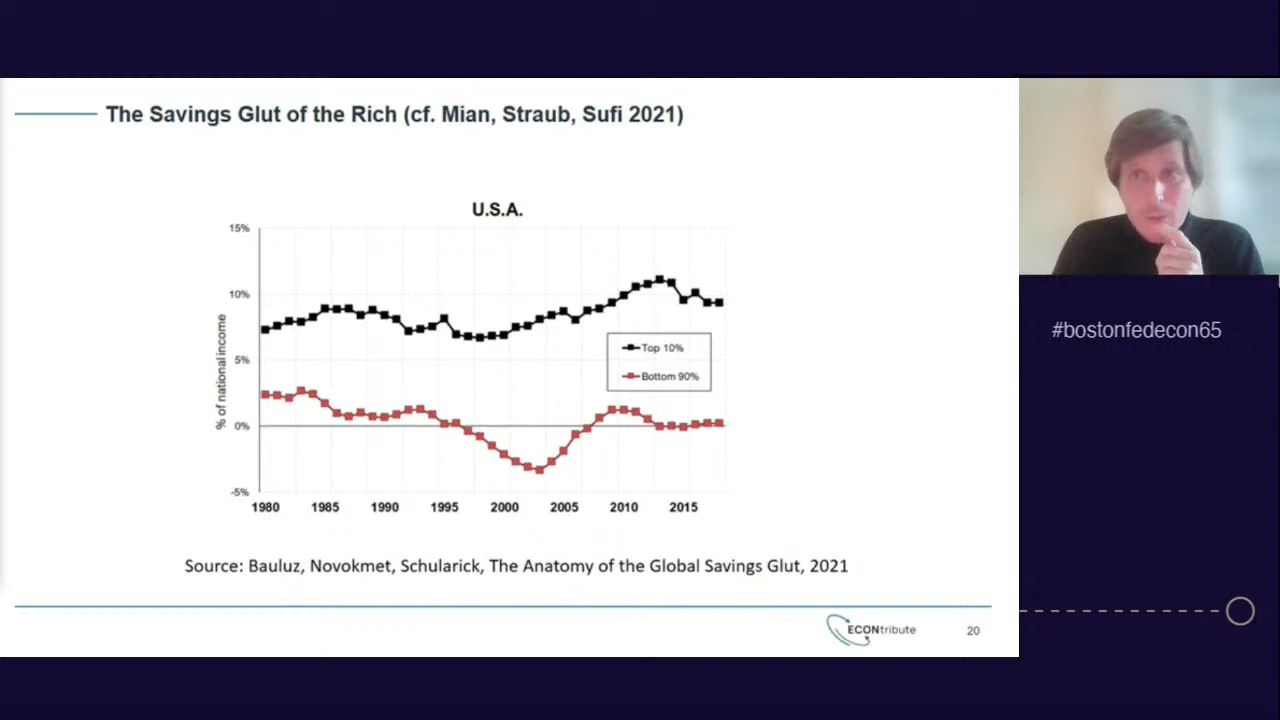 The Savings Glut of the Rich (cf. Mian, Straub, Sufi 2021)
U.S.A.
15%
10%
5%
0%
-5%
% of national income
Top 10%
Bottom 90%
1980 1985 1990 1995 2000 2005 2010 2015
Source: Bauluz, Novokmet, Schularick, The Anatomy of the Global Savings Glut, 2021
ECONtribute
20
#bostonfedecon65